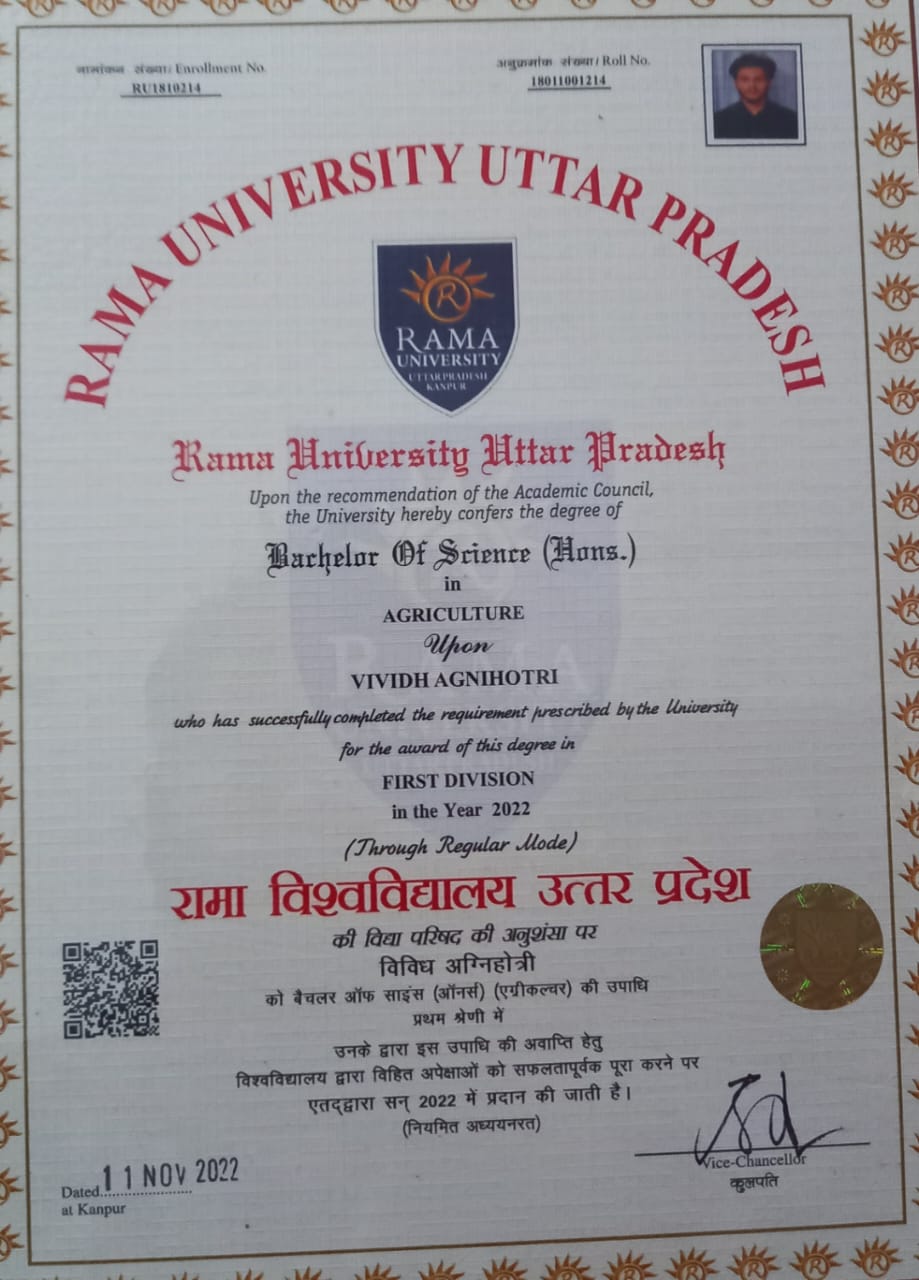 नामांकन संख्या/ Enrollment No.
RU1810214
अनुक्रमांक संख्या/ Roll No.
18011001214
RAMA UNIVERSITY UTTAR PRADESH
R
RAMA
UNIVERSITY
UTTAR PRADESH
KANPUR
Rama University Uttar Pradesh
Upon the recommendation of the Academic Council,
the University hereby confers the degree of
Bachelor Of Science (Hons.)
in
AGRICULTURE
Upon
VIVIDH AGNIHOTRI
who has successfully completed the requirement prescribed by the University
for the award of this degree in
FIRST DIVISION
in the Year 2022
(Through Regular Mode)
रामा विश्वविद्यालय उत्तर प्रदेश
की विद्या परिषद की अनुशंसा पर
विविध अग्निहोत्री
को बैचलर ऑफ साइंस (ऑनर्स) (एग्रीकल्चर) की उपाधि
प्रथम श्रेणी में
उनके द्वारा इस उपाधि की अवाप्ति हेतु
विश्वविद्यालय द्वारा विहित अपेक्षाओं को सफलतापूर्वक पूरा करने पर
एतद्द्वारा सन् 2022 में प्रदान की जाती है।
(नियमित अध्ययनरत)
Vice-Chancellor
कुलपति
Dated 11 NOV 2022
at Kanpur